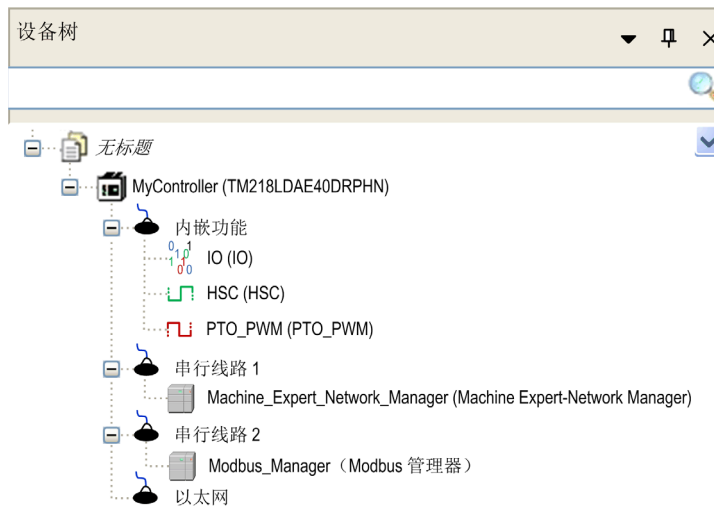 设备树
无标题
MyController (TM218LDAE40DRPHN)
内嵌功能
IO (IO)
HSC (HSC)
PTO_PWM (PTO_PWM)
串行线路 1
Machine_Expert_Network_Manager (Machine Expert-Network Manager)
串行线路 2
Modbus_Manager（Modbus 管理器）
以太网